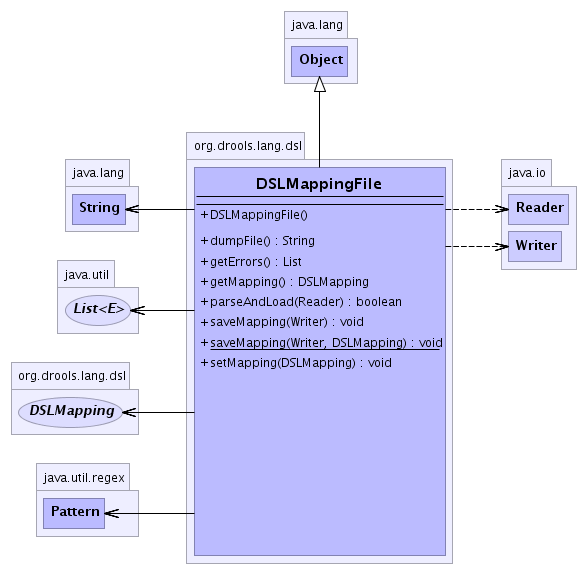 java.lang
Object
org.drools.lang.dsl
DSLMappingFile
+DSLMappingFile()
+dumpFile() : String
+getErrors() : List
+getMapping() : DSLMapping
+parseAndLoad(Reader) : boolean
+saveMapping(Writer) : void
+saveMapping(Writer, DSLMapping) : void
+setMapping(DSLMapping) : void
java.lang
String
java.util
List<E>
org.drools.lang.dsl
DSLMapping
java.util.regex
Pattern
java.io
Reader
Writer